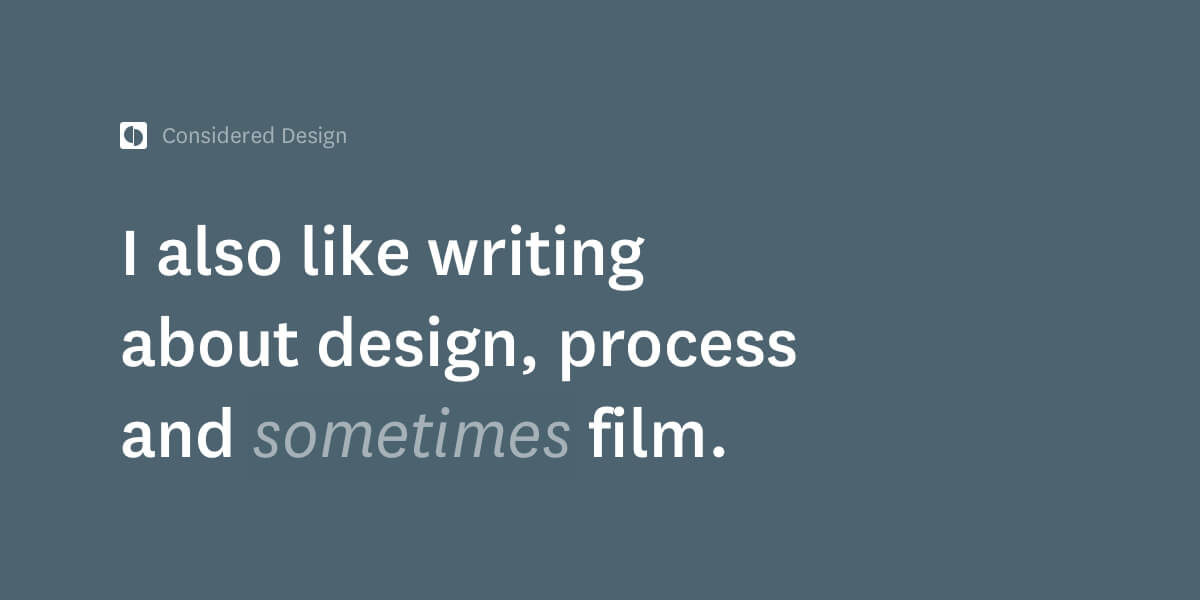 Considered Design
I also like writing
about design, process
and sometimes film.